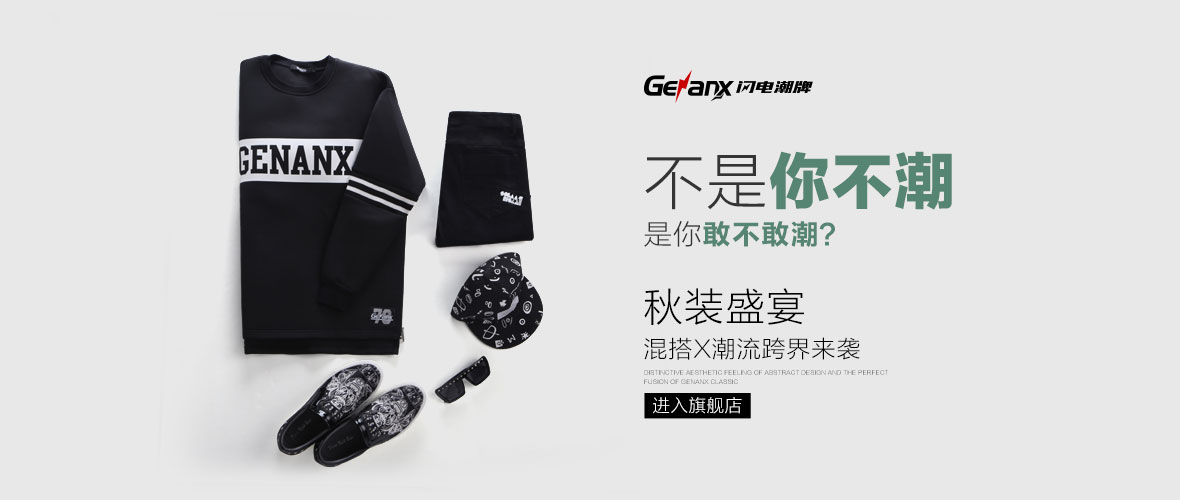 GENANX
Genanx 闪电潮牌
不是你不潮
是你敢不敢潮?
秋装盛宴
混搭X潮流跨界来袭
DISTINCTIVE AESTHETIC FEELING OF ABSTRACT DESIGN AND THE PERFECT
FUSION OF GENANX CLASSIC
进入旗舰店